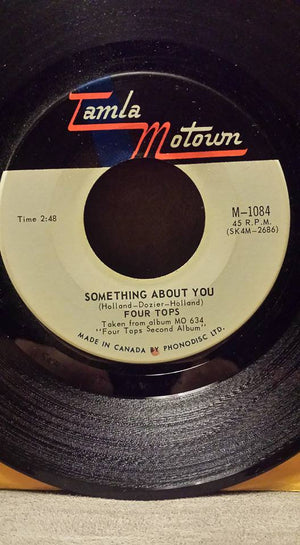 Tamla
Motown
Time 2:48
M-1084
45 R.P.M.
(SK4M-2686)
SOMETHING ABOUT YOU
(Holland-Dozier-Holland)
FOUR TOPS
Taken from album MO 634
"Four Tops Second Album"
MADE IN CANADA BY PHONODISC LTD.